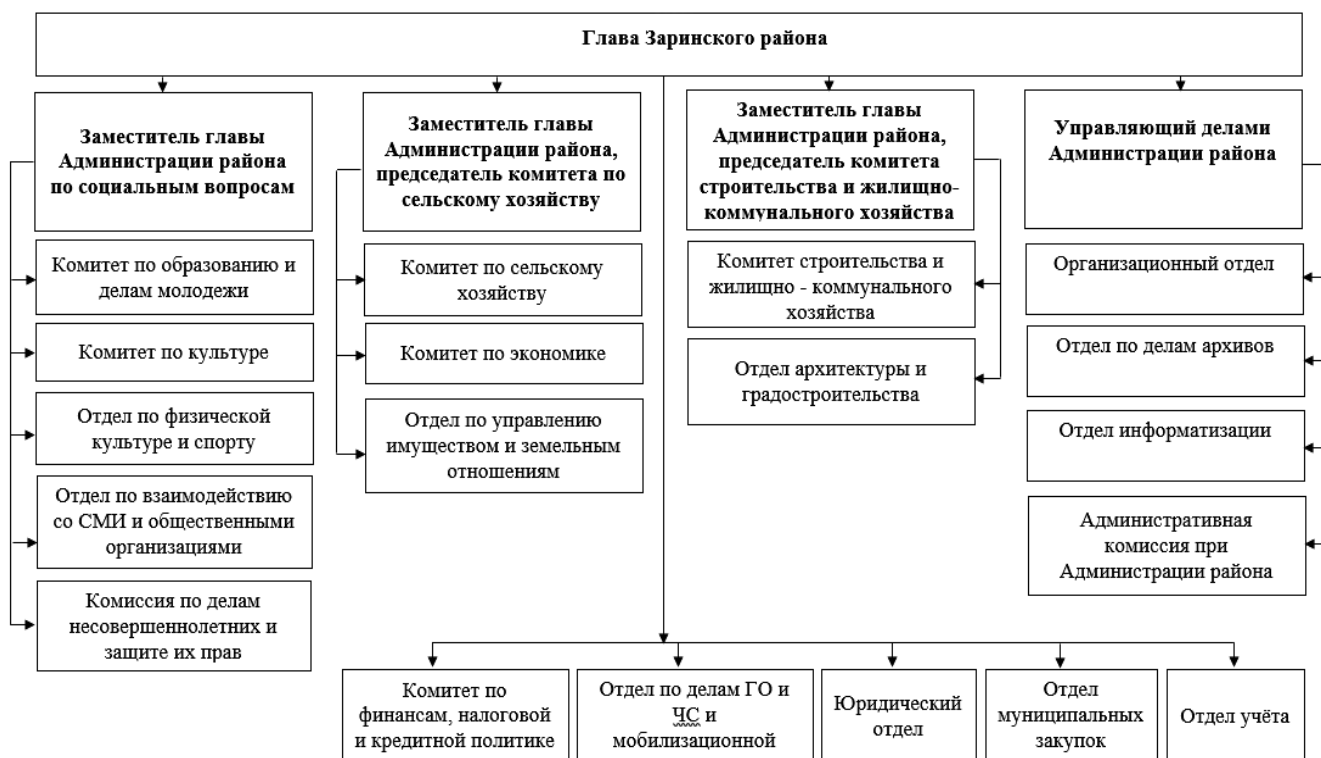 Глава Заринского района
Заместитель главы
Администрации района
по социальным вопросам
Комитет по образованию и
делам молодежи
Комитет по культуре
Отдел по физической
культуре и спорту
Отдел по взаимодействию
со СМИ и общественными
организациями
Комиссия по делам
несовершеннолетних и
защите их прав
Заместитель главы
Администрации района,
председатель комитета по
сельскому хозяйству
Комитет по сельскому
хозяйству
Комитет по экономике
Отдел по управлению
имуществом и земельным
отношениям
Заместитель главы
Администрации района,
председатель комитета
строительства и жилищно-
коммунального хозяйства
Комитет строительства и
жилищно - коммунального
хозяйства
Отдел архитектуры и
градостроительства
Управляющий делами
Администрации района
Организационный отдел
Отдел по делам архивов
Отдел информатизации
Административная
комиссия при
Администрации района
Комитет по
финансам, налоговой
и кредитной политике
Отдел по делам ГО и
ЧС и
мобилизационной
Юридический
отдел
Отдел
муниципальных
закупок
Отдел учёта